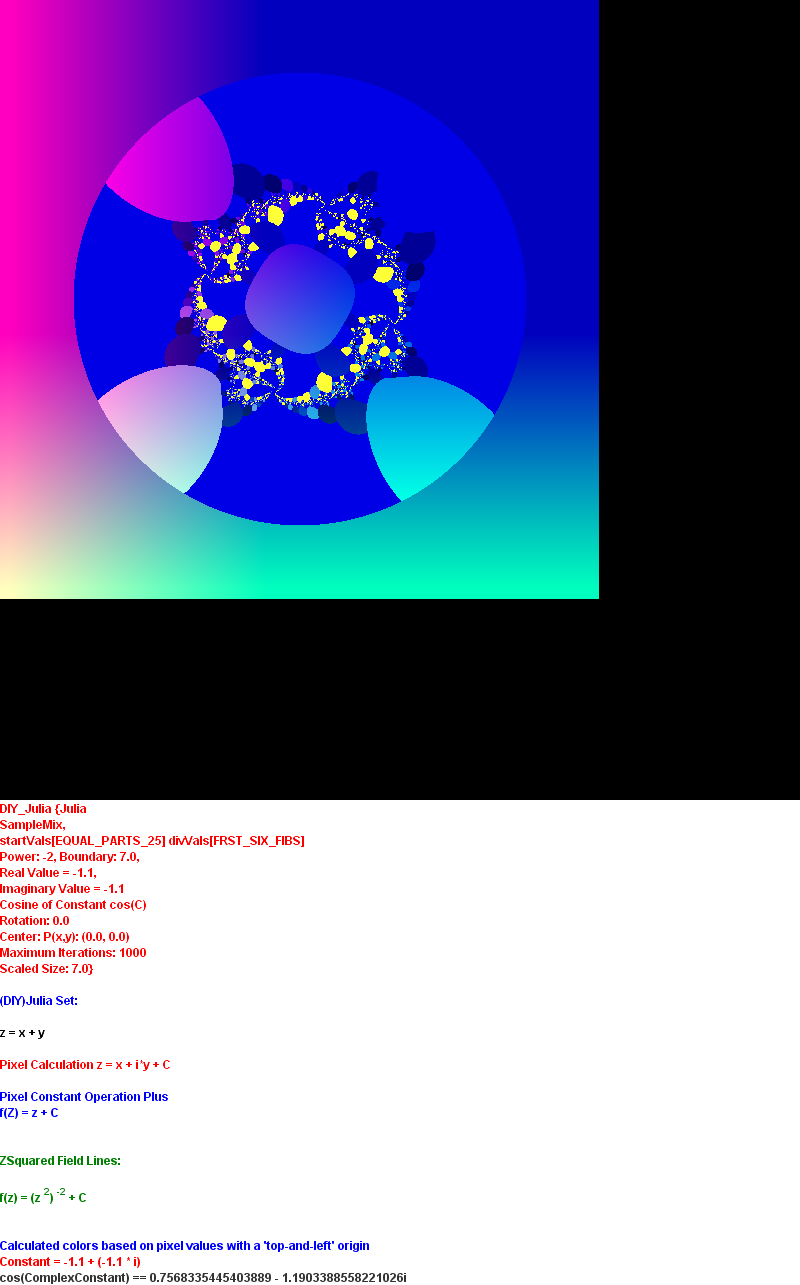 DIY_Julia {Julia
SampleMix,
startVals[EQUAL_PARTS_25] divVals[FRST_SIX_FIBS]
Power: -2, Boundary: 7.0,
Real Value = -1.1,
Imaginary Value = -1.1
Cosine of Constant cos(C)
Rotation: 0.0
Center: P(x,y): (0.0, 0.0)
Maximum Iterations: 1000
Scaled Size: 7.0}
(DIY)Julia Set:
z = x + y
Pixel Calculation z = x + i*y + C
Pixel Constant Operation Plus
f(Z) = z + C
ZSquared Field Lines:
f(z) = (z ²) ⁻² + C
Calculated colors based on pixel values with a 'top-and-left' origin
Constant = -1.1 + (-1.1 * i)
cos(ComplexConstant) == 0.7568335445403889 - 1.1903388558221026i